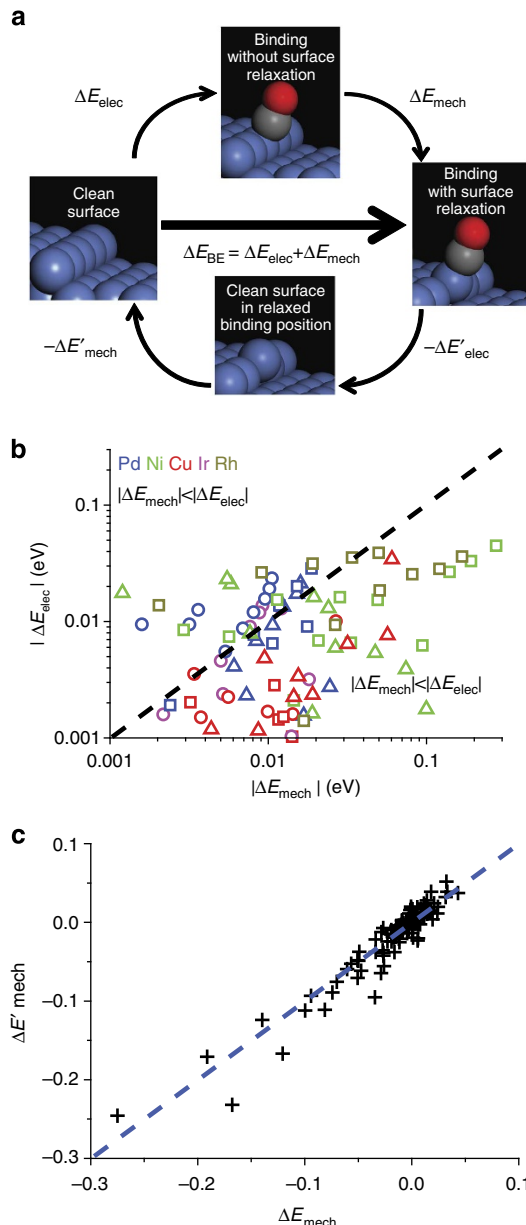 a
Binding
without surface
relaxation
ΔE_elec
ΔE_mech
Clean
surface
Binding
with surface
relaxation
ΔE_BE = ΔE_elec+ΔE_mech
Clean surface
in relaxed
binding position
−ΔE′_mech
−ΔE′_elec
b
Pd Ni Cu Ir Rh
|ΔE_mech|<|ΔE_elec|
0.1
0.01
0.001
| ΔE_elec | (eV)
|ΔE_mech|<|ΔE_elec|
0.001 0.01 0.1
|ΔE_mech | (eV)
c
0.1
0.0
−0.1
−0.2
−0.3
ΔE′ mech
−0.3 −0.2 −0.1 0.0 0.1
ΔE_mech